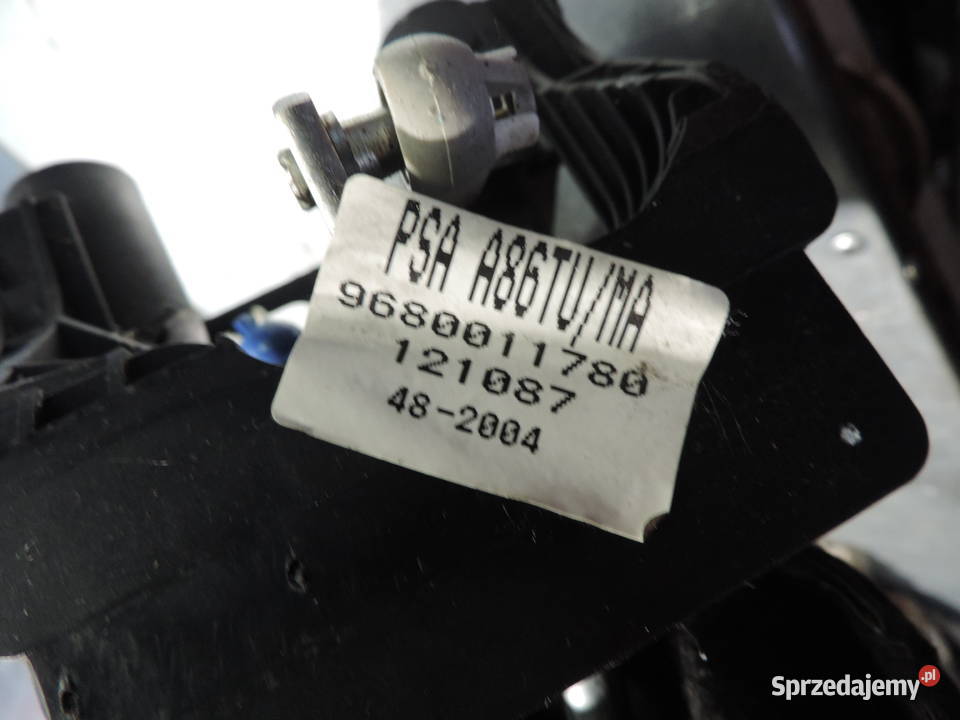 PSA A86TU/MA
9680011780
121087
48-2004
Sprzedajemy.pl